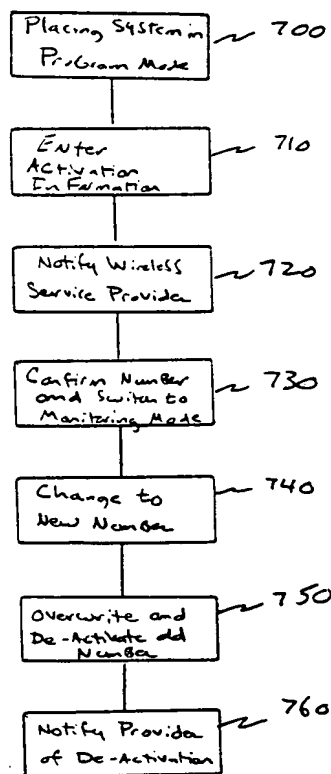 Placing System in
Program Mode
700
Enter
Activation
Information
710
Notify Wireless
Service Provider
720
Confirm Number
and Switch to
Monitoring Mode
730
Change to
New Number
740
Overwrite and
De-Activate old
Number
750
Notify Provider
of De-Activation
760